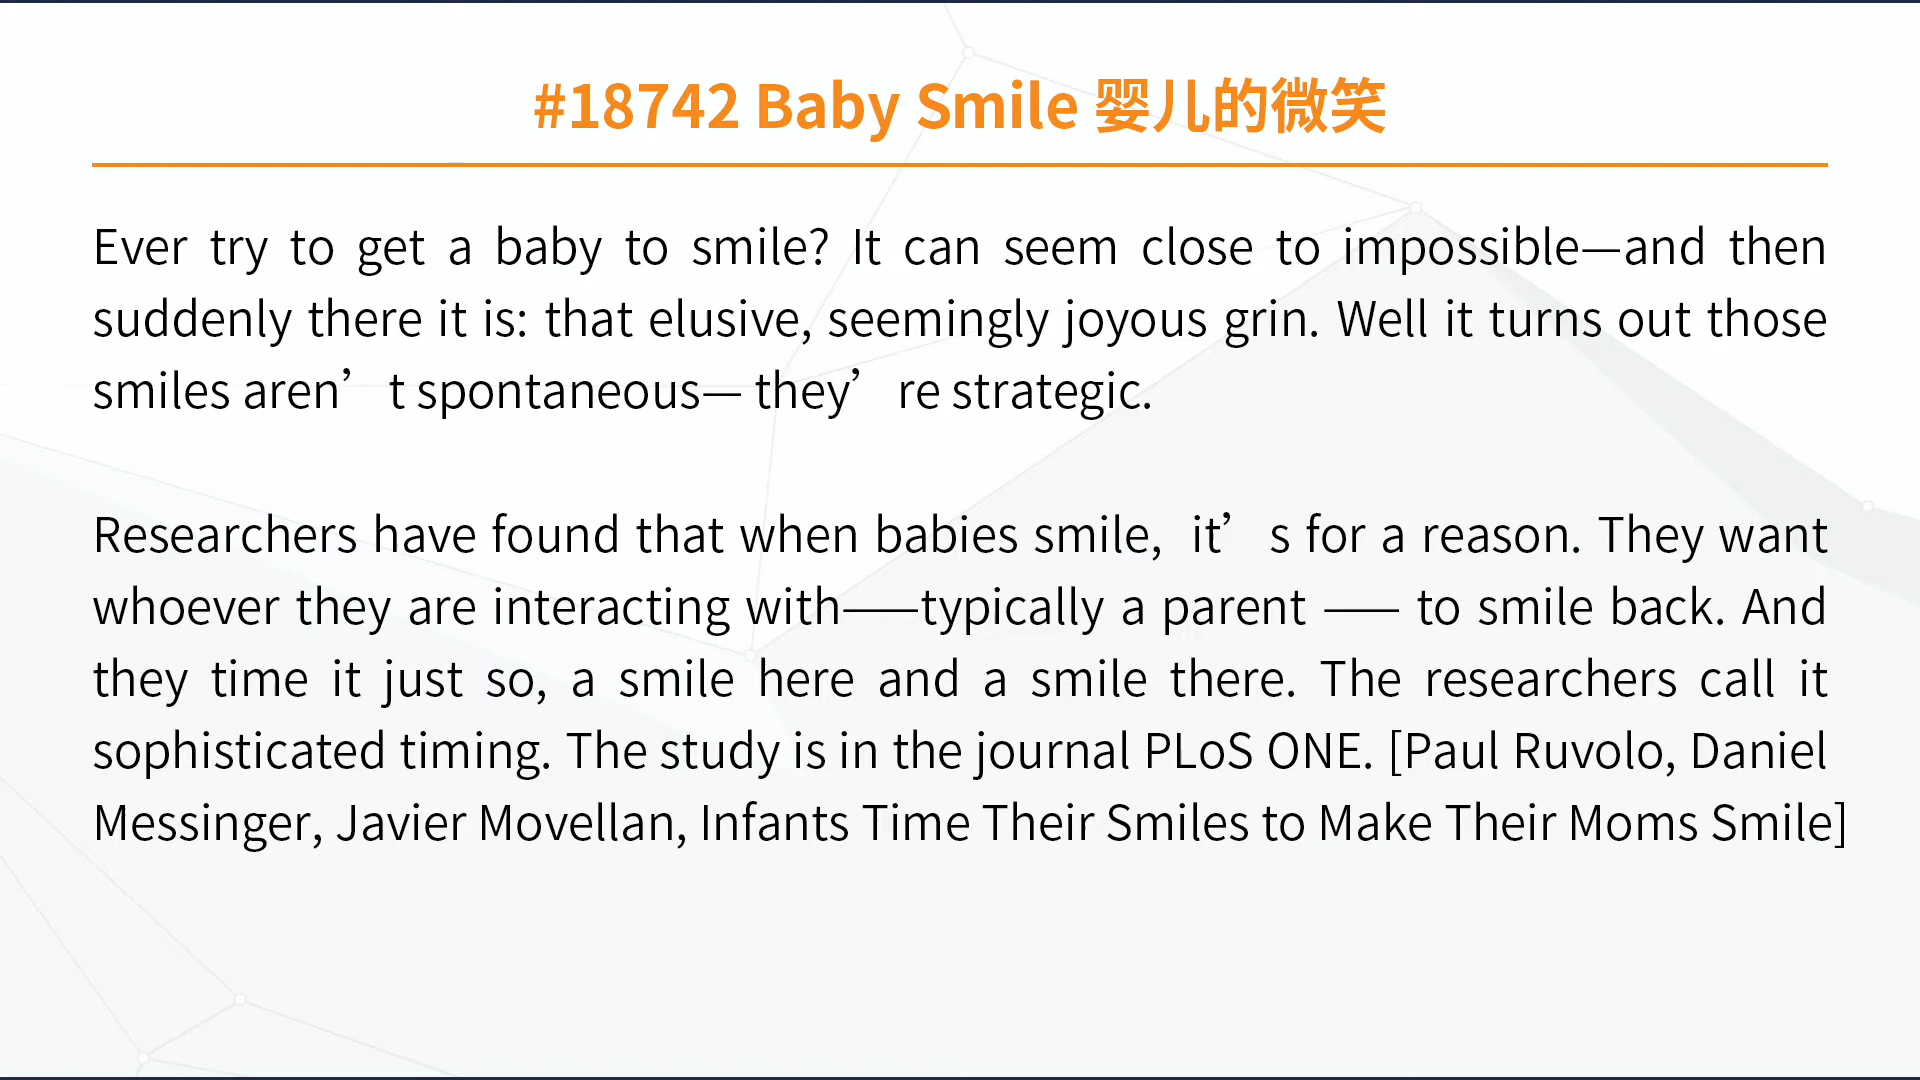 #18742 Baby Smile 婴儿的微笑
Ever try to get a baby to smile? It can seem close to impossible—and then
suddenly there it is: that elusive, seemingly joyous grin. Well it turns out those
smiles aren’t spontaneous— they’re strategic.
Researchers have found that when babies smile, it’s for a reason. They want
whoever they are interacting with——typically a parent —— to smile back. And
they time it just so, a smile here and a smile there. The researchers call it
sophisticated timing. The study is in the journal PLoS ONE. [Paul Ruvolo, Daniel
Messinger, Javier Movellan, Infants Time Their Smiles to Make Their Moms Smile]